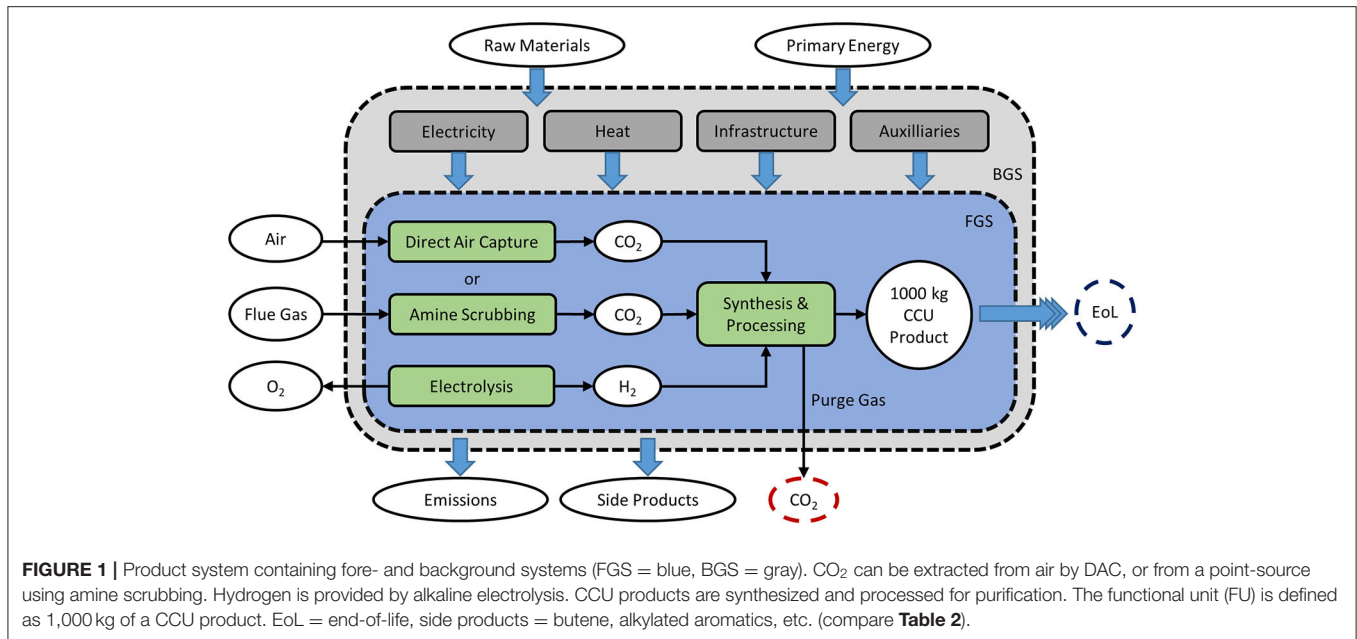 Raw Materials
Primary Energy
Electricity
Heat
Infrastructure
Auxilliaries
BGS
FGS
Air
Direct Air Capture
CO₂
or
1000 kg
CCU
Product
Flue Gas
Amine Scrubbing
CO₂
Synthesis &
Processing
EoL
O₂
Electrolysis
H₂
Purge Gas
Emissions
Side Products
CO₂
FIGURE 1 | Product system containing fore- and background systems (FGS = blue, BGS = gray). CO₂ can be extracted from air by DAC, or from a point-source
using amine scrubbing. Hydrogen is provided by alkaline electrolysis. CCU products are synthesized and processed for purification. The functional unit (FU) is defined
as 1,000 kg of a CCU product. EoL = end-of-life, side products = butene, alkylated aromatics, etc. (compare Table 2).